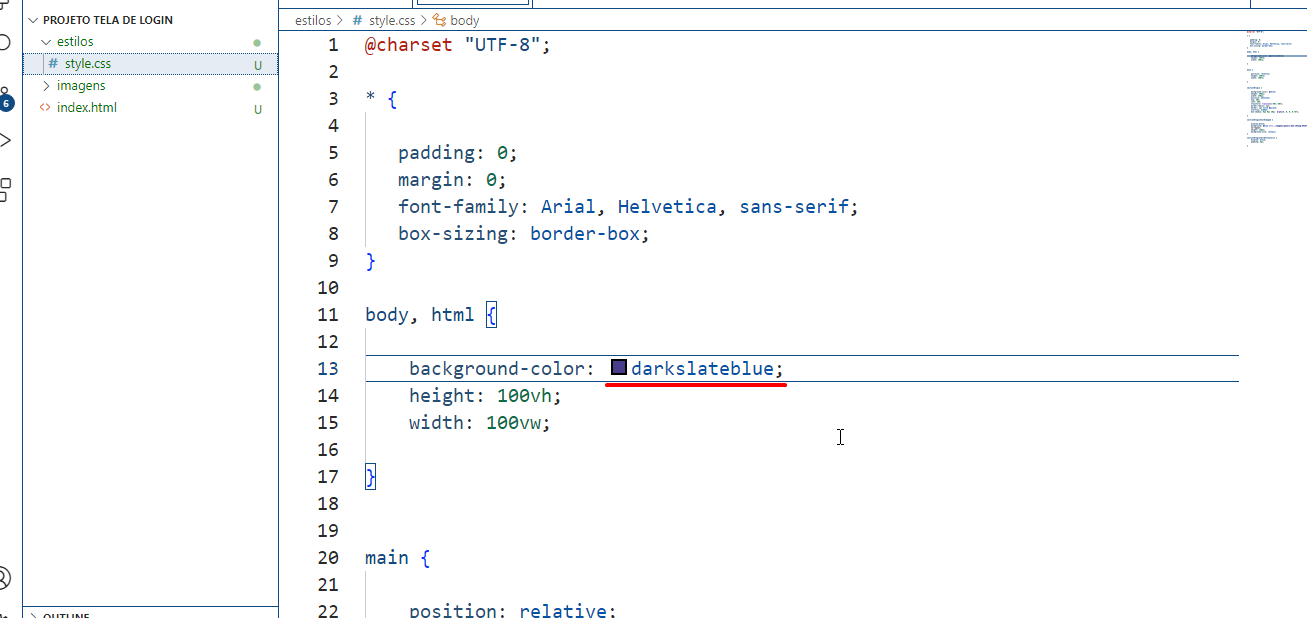 PROJETO TELA DE LOGIN
estilos
# style.css U
imagens
<> index.html U
OUTLINE
6
estilos > # style.css > body
1 @charset "UTF-8";
2
3 * {
4
5 padding: 0;
6 margin: 0;
7 font-family: Arial, Helvetica, sans-serif;
8 box-sizing: border-box;
9 }
10
11 body, html {
12
13 background-color: darkslateblue;
14 height: 100vh;
15 width: 100vw;
16
17 }
18
19
20 main {
21
22 position: relative;